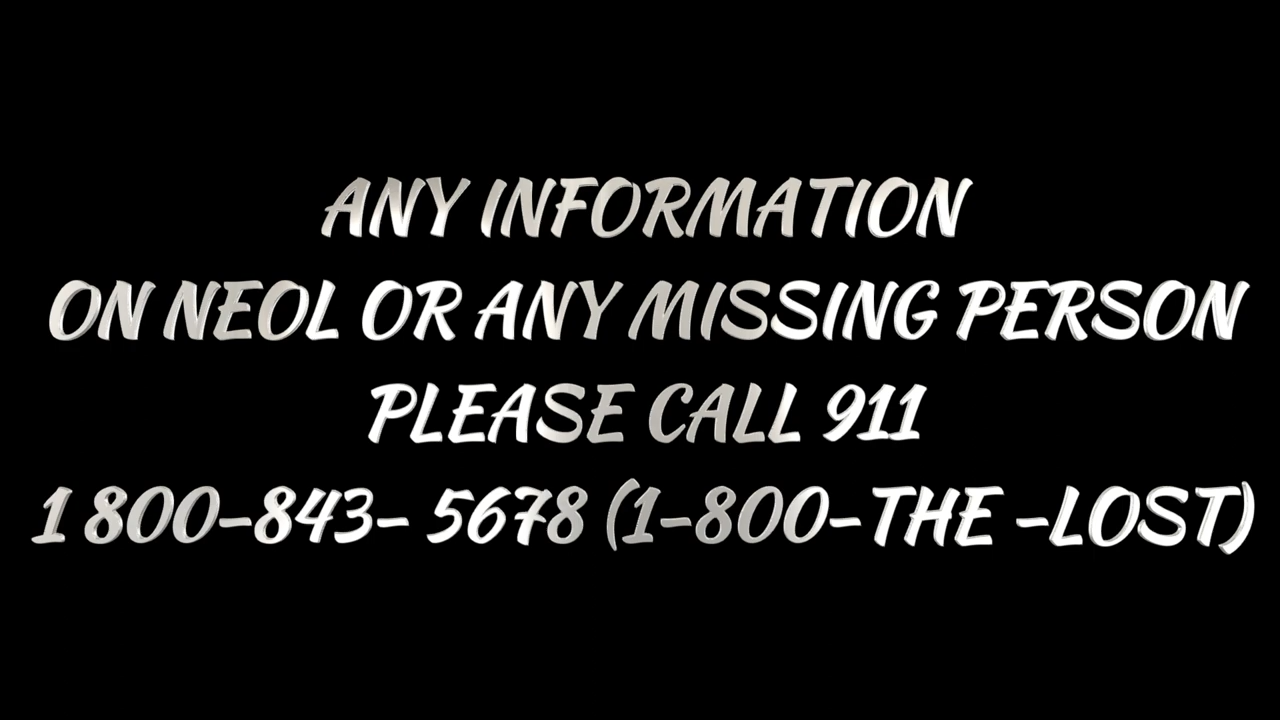 ANY INFORMATION
ON NEOL OR ANY MISSING PERSON
PLEASE CALL 911
1 800-843- 5678 (1-800-THE -LOST)